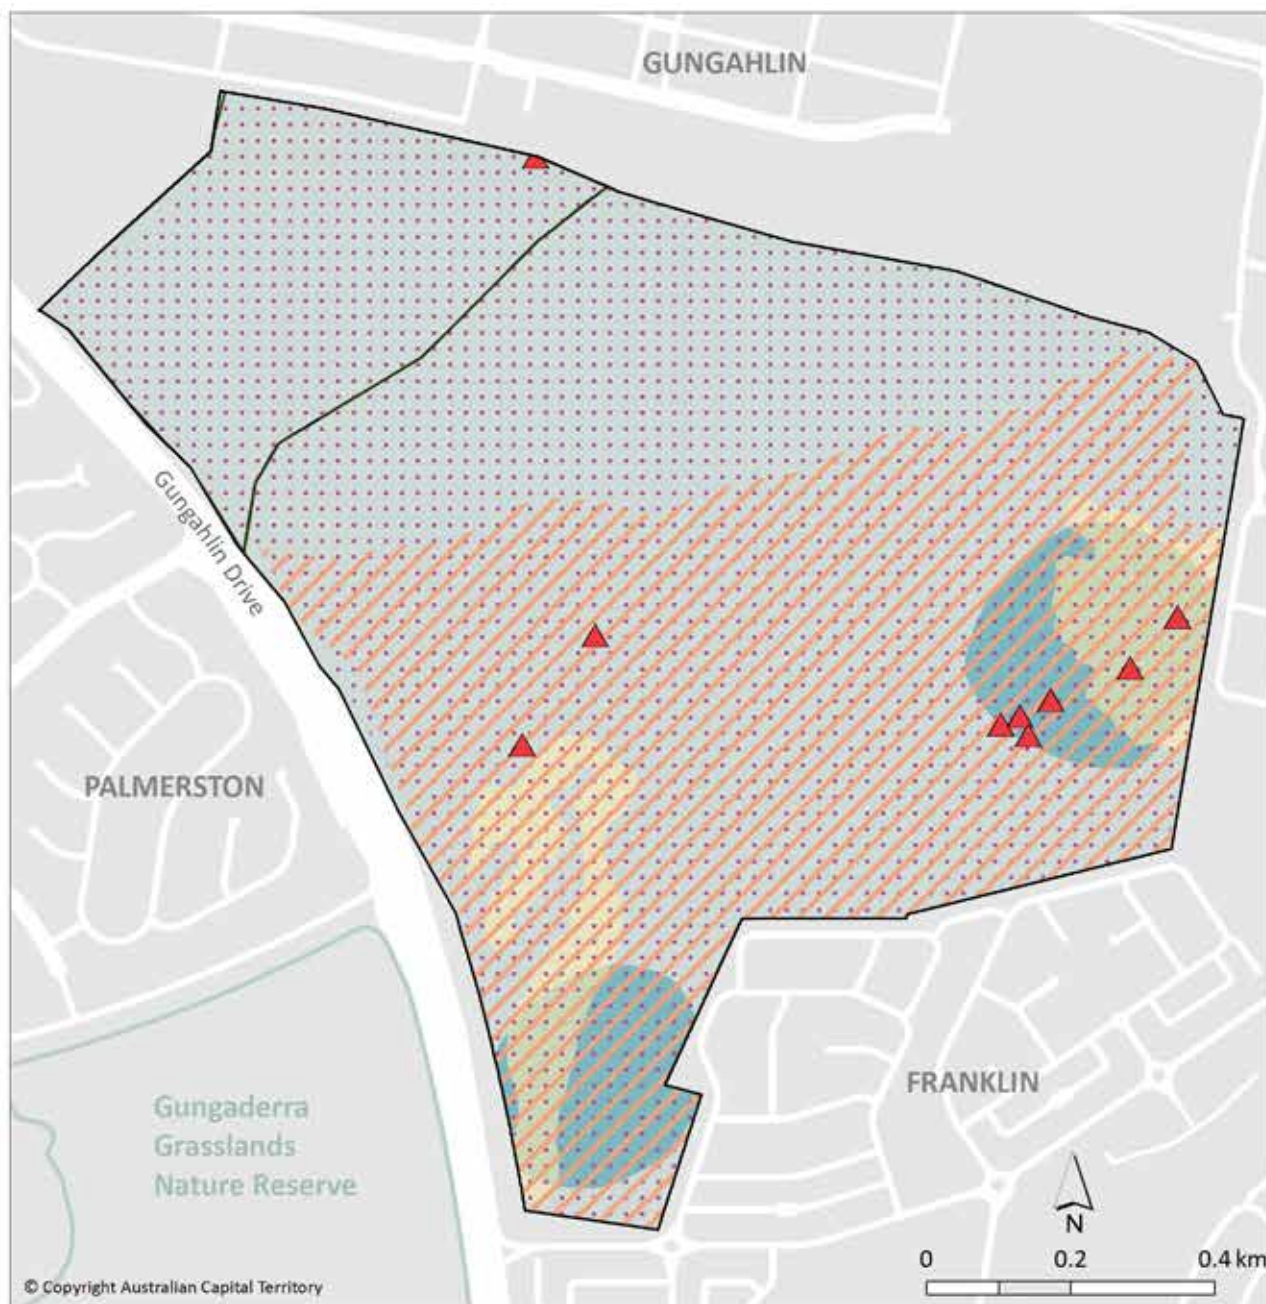 GUNGAHLIN
Gungahlin Drive
PALMERSTON
FRANKLIN
Gungaderra
Grasslands
Nature Reserve
N
0 0.2 0.4 km
© Copyright Australian Capital Territory